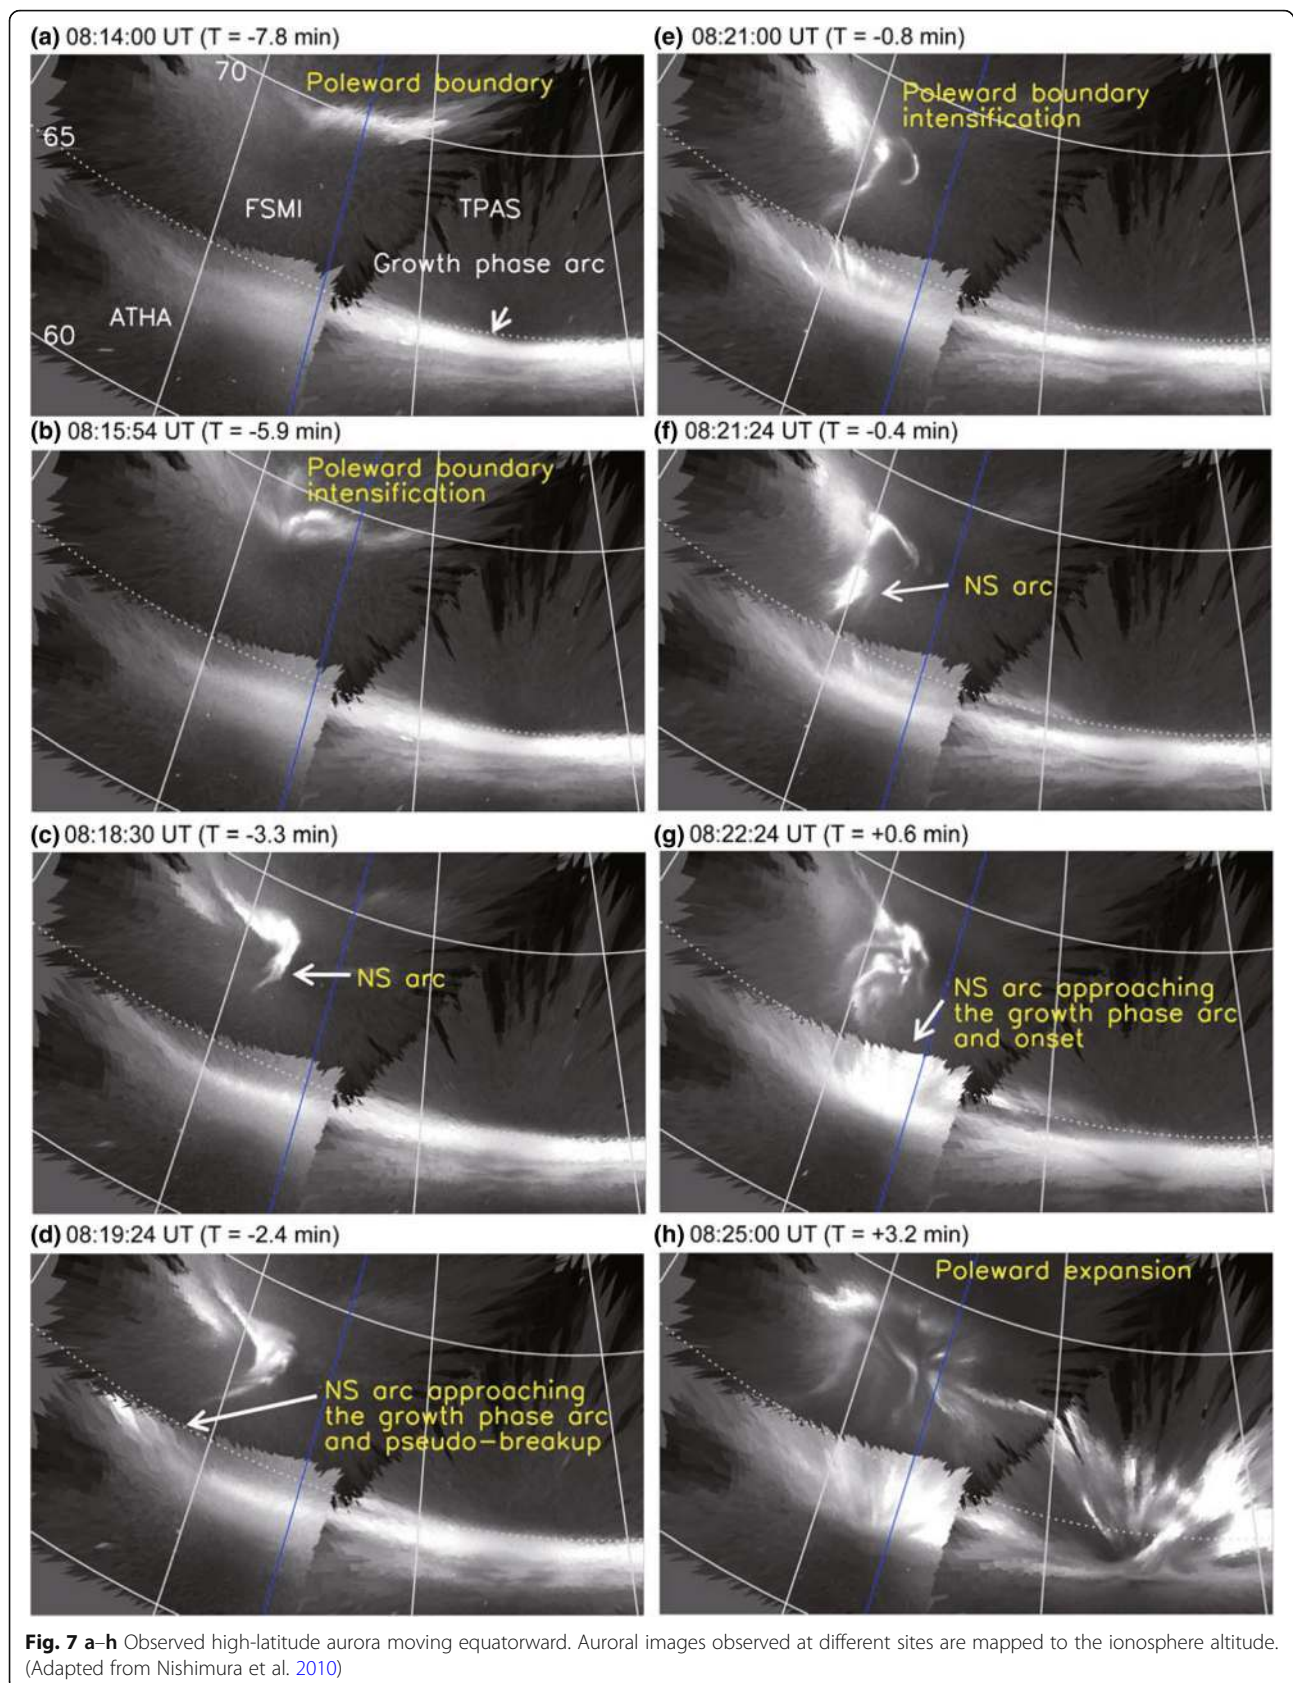 (a) 08:14:00 UT (T = -7.8 min)
70
Poleward boundary
65
FSMI
TPAS
Growth phase arc
ATHA
60
(b) 08:15:54 UT (T = -5.9 min)
Poleward boundary
intensification
(c) 08:18:30 UT (T = -3.3 min)
NS arc
(d) 08:19:24 UT (T = -2.4 min)
NS arc approaching
the growth phase arc
and pseudo-breakup
(e) 08:21:00 UT (T = -0.8 min)
Poleward boundary
intensification
(f) 08:21:24 UT (T = -0.4 min)
NS arc
(g) 08:22:24 UT (T = +0.6 min)
NS arc approaching
the growth phase arc
and onset
(h) 08:25:00 UT (T = +3.2 min)
Poleward expansion
Fig. 7 a–h Observed high-latitude aurora moving equatorward. Auroral images observed at different sites are mapped to the ionosphere altitude.
(Adapted from Nishimura et al. 2010)